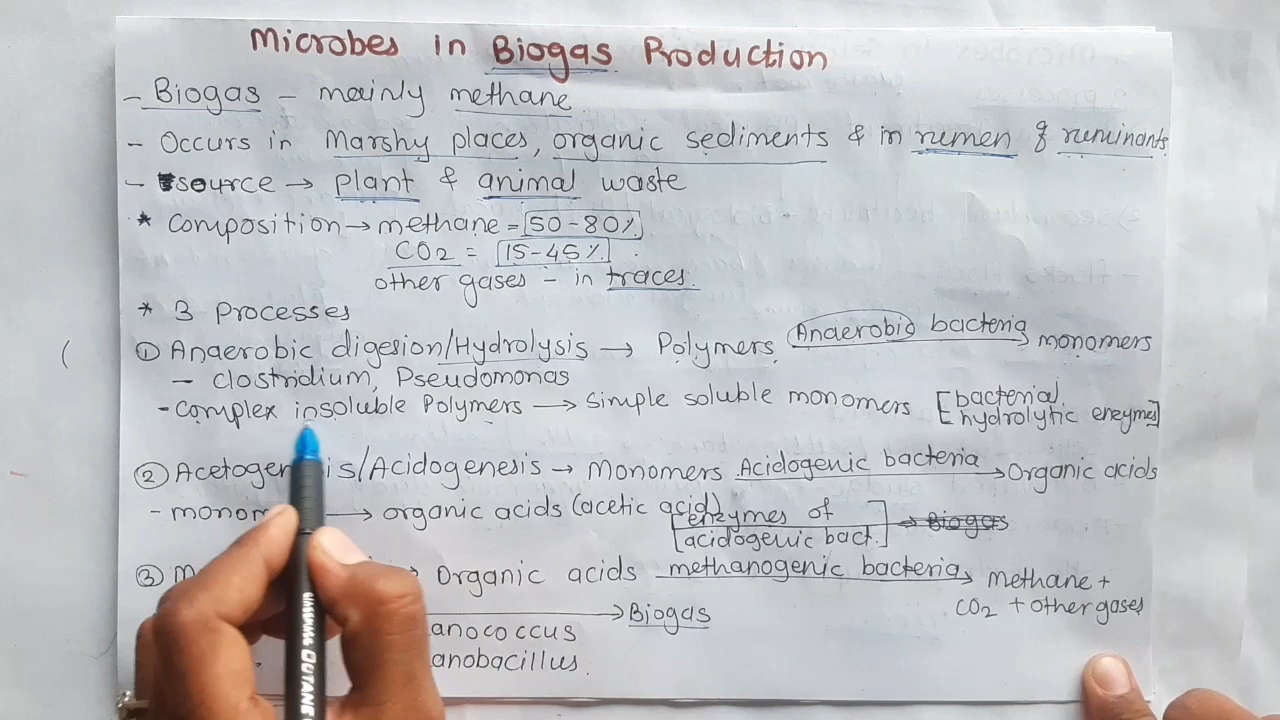 Microbes in Biogas Production
- Biogas - mainly methane
- Occurs in Marshy places, organic sediments & in rumen of ruminants
- source → plant & animal waste
* Composition → methane = 50-80%.
CO2 = 15-45%.
other gases - in traces.
* 3 Processes
① Anaerobic digesion/Hydrolysis → Polymers Anaerobic bacteria monomers
- clostridium, Pseudomonas
- complex insoluble Polymers → Simple soluble monomers [bacterial hydrolytic enzymes]
② Acetogenesis/Acidogenesis → Monomers Acidogenic bacteria → Organic acids
- monom → organic acids (acetic acid) [enzymes of acidogenic bact.] → Biogas
③ M → Organic acids methanogenic bacteria → Methane +
CO2 + other gases
→ Biogas
anococcus
anobacillus.